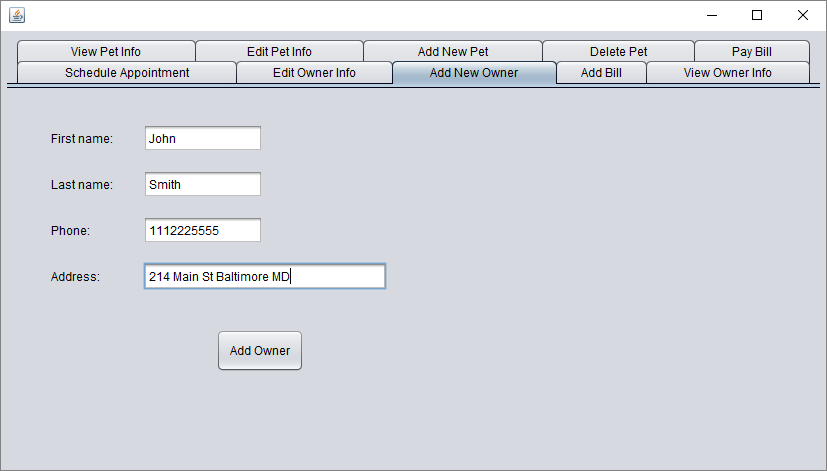 View Pet Info Edit Pet Info Add New Pet Delete Pet Pay Bill
Schedule Appointment Edit Owner Info Add New Owner Add Bill View Owner Info
First name: John
Last name: Smith
Phone: 1112225555
Address: 214 Main St Baltimore MD
Add Owner